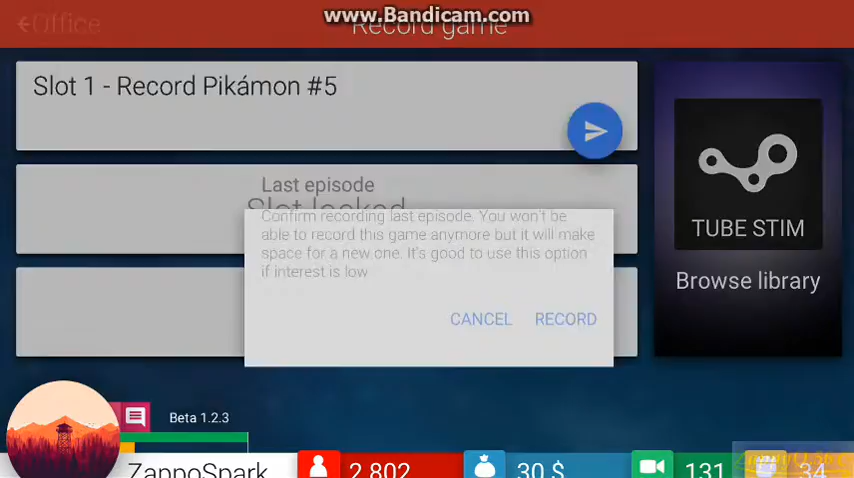 www.Bandicam.com
Office
Record game
Slot 1 - Record Pikámon #5
Last episode
Slot locked
Confirm recording last episode. You won't be
able to record this game anymore but it will make
space for a new one. It's good to use this option
if interest is low
CANCEL RECORD
TUBE STIM
Browse library
Beta 1.2.3
ZappoSpark
2 802
30 $
131
34